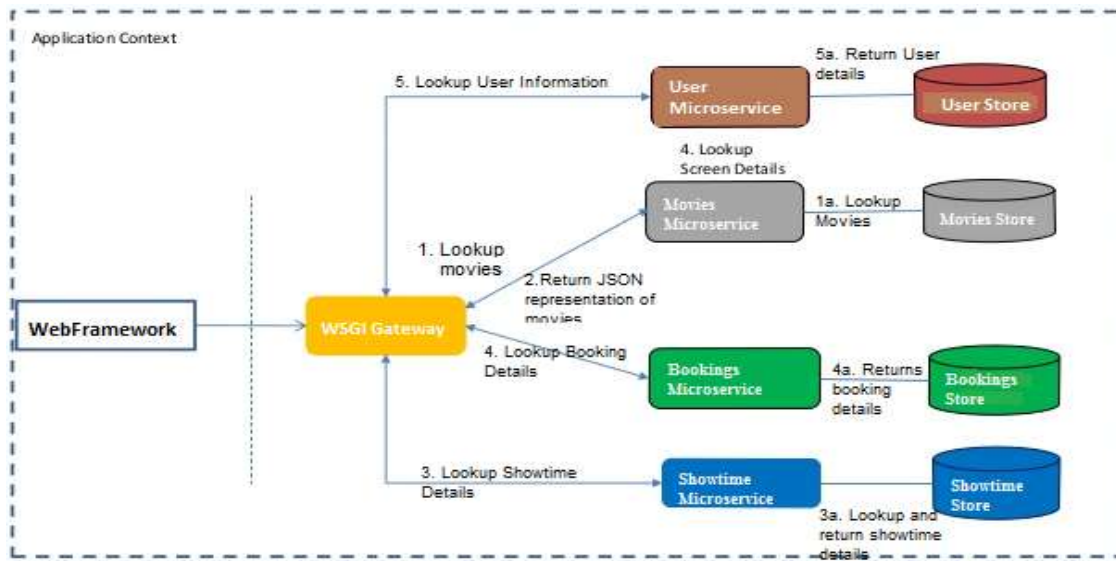 Application Context
5. Lookup User Information
User
Microservice
5a. Return User
details
User Store
4. Lookup
Screen Details
Movies
Microservice
1a. Lookup
Movies
Movies Store
1. Lookup
movies
2.Return JSON
representation of
movies
WebFramework
WSGI Gateway
4. Lookup Booking
Details
Bookings
Microservice
4a. Returns
booking
details
Bookings
Store
3. Lookup Showtime
Details
Showtime
Microservice
3a. Lookup and
return showtime
details
Showtime
Store